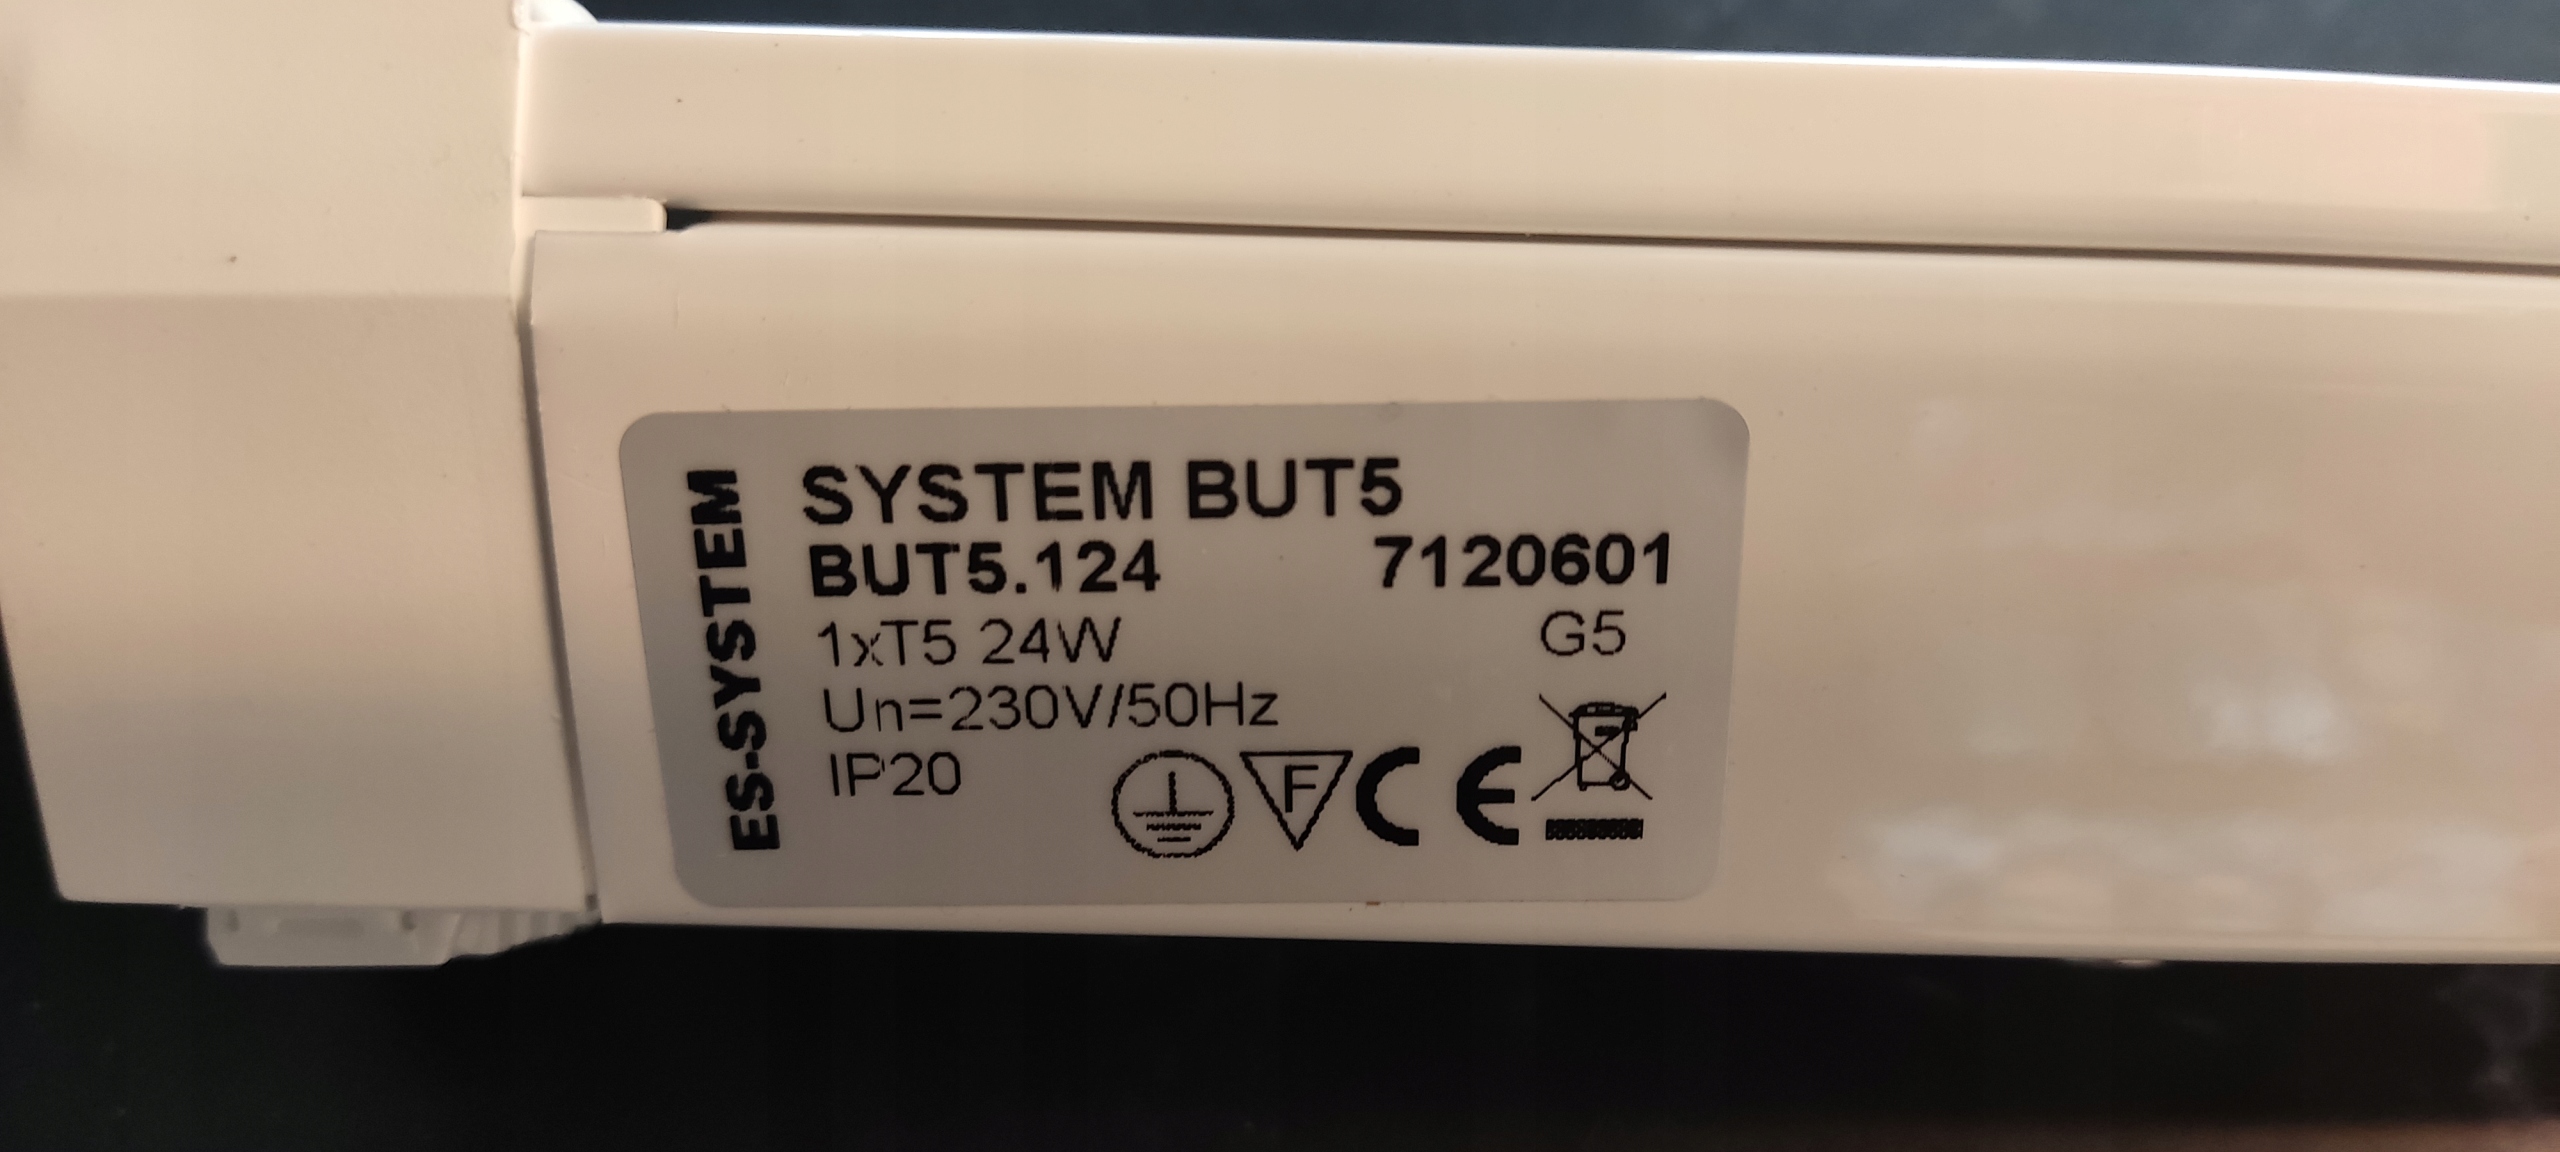 ES-SYSTEM
SYSTEM BUT5
BUT5.124 7120601
1xT5 24W G5
Un=230V/50Hz
IP20
F CE